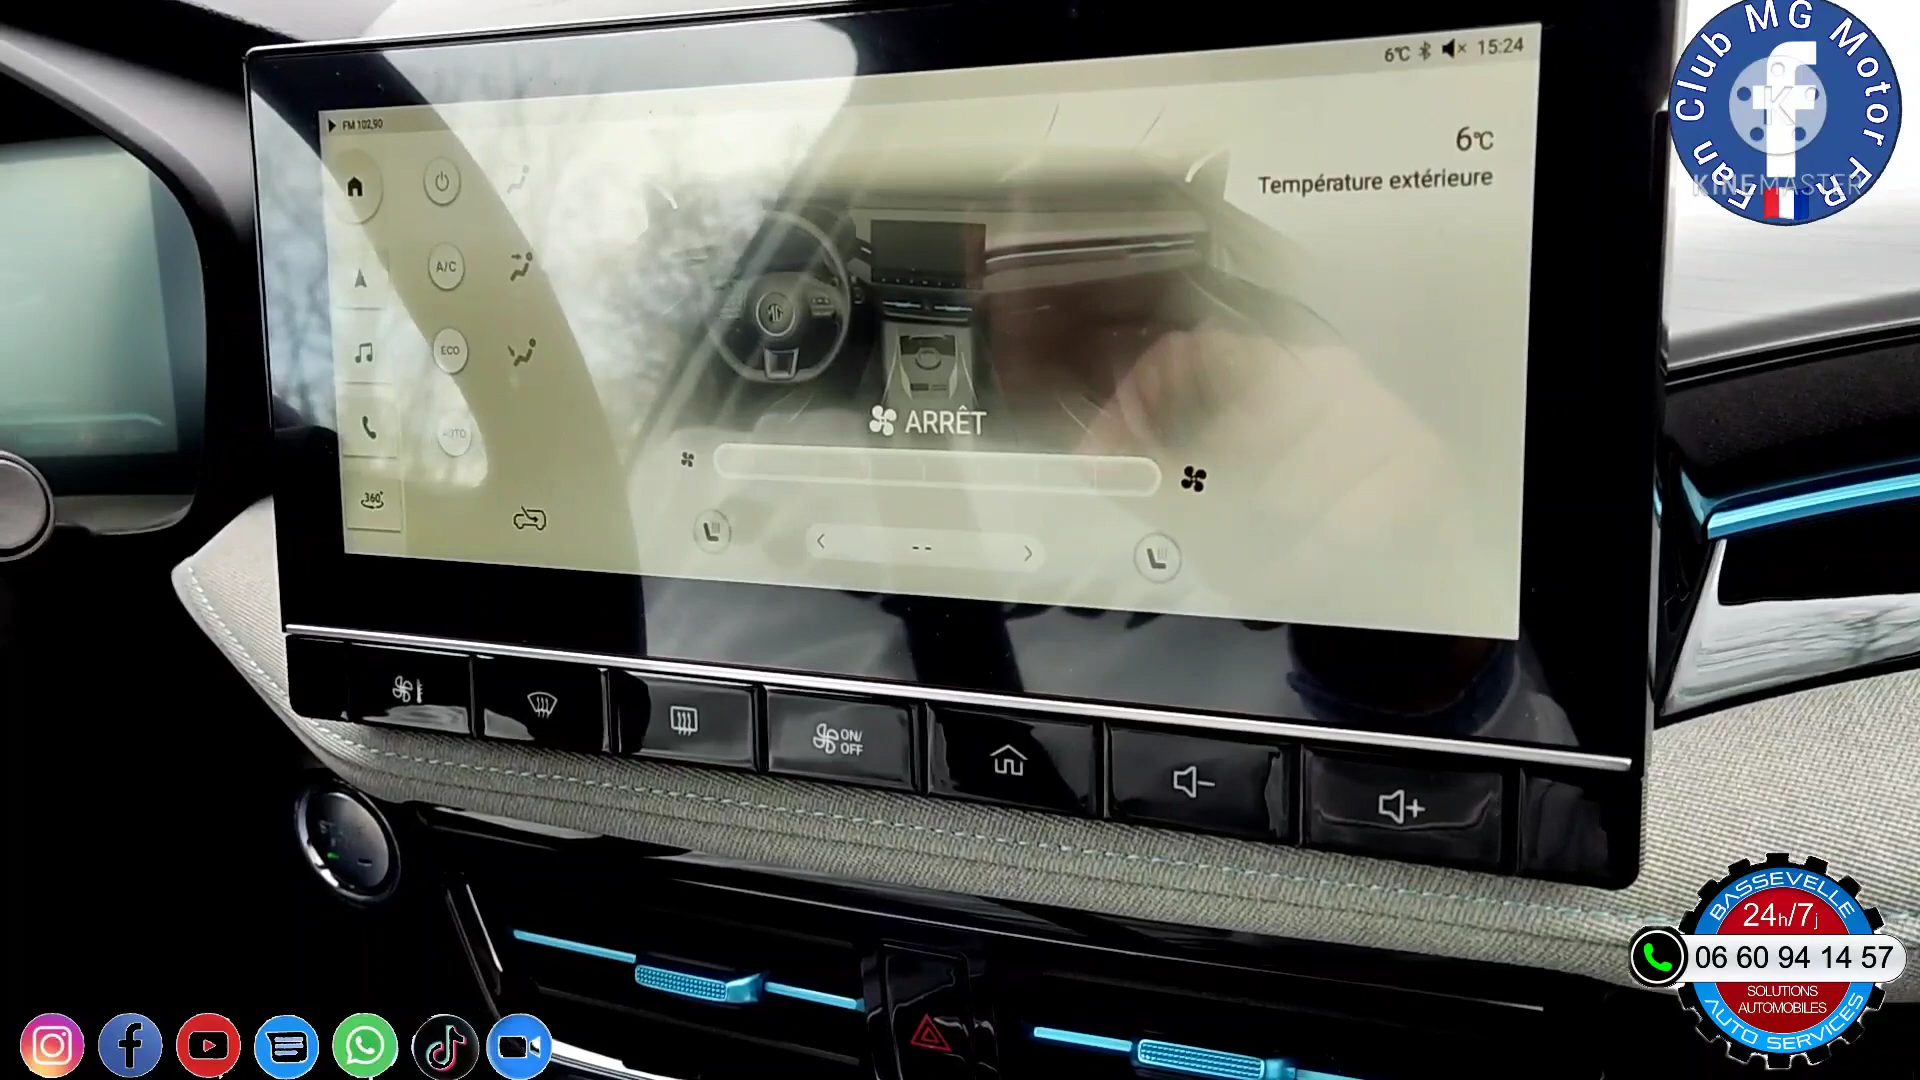 6℃ 15:24
FM 102,90
6℃
Température extérieure
A/C
ECO
AUTO
360°
ARRÊT
--
ON/
OFF
Fan Club MG Motor FR
KINEMASTER
BASSEVELLE
24h/7j
06 60 94 14 57
SOLUTIONS
AUTOMOBILES
AUTO SERVICES